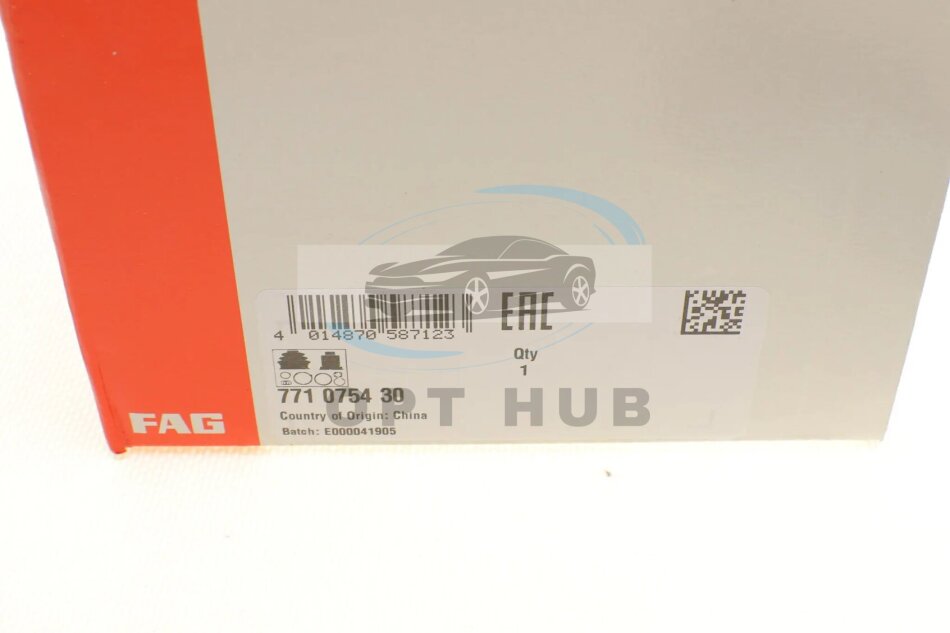 4 014870 587123
EAC
Qty
1
771 0754 30
OPT HUB
Country of Origin: China
Batch: E000041905
FAG